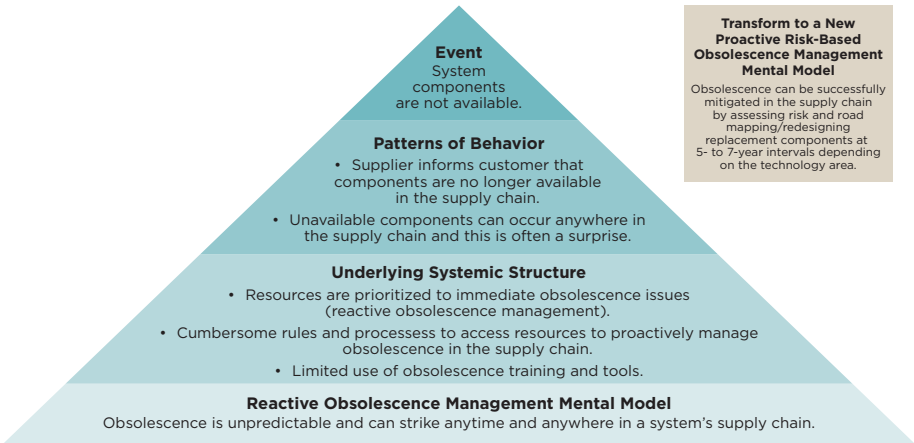 Event
System
components
are not available.
Patterns of Behavior
• Supplier informs customer that
components are no longer available
in the supply chain.
• Unavailable components can occur anywhere in
the supply chain and this is often a surprise.
Underlying Systemic Structure
• Resources are prioritized to immediate obsolescence issues
(reactive obsolescence management).
• Cumbersome rules and processess to access resources to proactively manage
obsolescence in the supply chain.
• Limited use of obsolescence training and tools.
Reactive Obsolescence Management Mental Model
Obsolescence is unpredictable and can strike anytime and anywhere in a system’s supply chain.
Transform to a New
Proactive Risk-Based
Obsolescence Management
Mental Model
Obsolescence can be successfully
mitigated in the supply chain
by assessing risk and road
mapping/redesigning
replacement components at
5- to 7-year intervals depending
on the technology area.